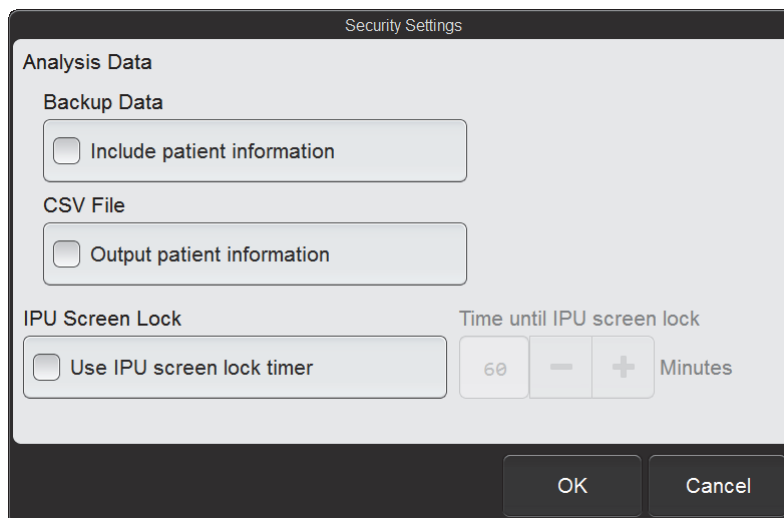 Security Settings
Analysis Data
Backup Data
Include patient information
CSV File
Output patient information
IPU Screen Lock
Time until IPU screen lock
Use IPU screen lock timer
60 − + Minutes
OK
Cancel